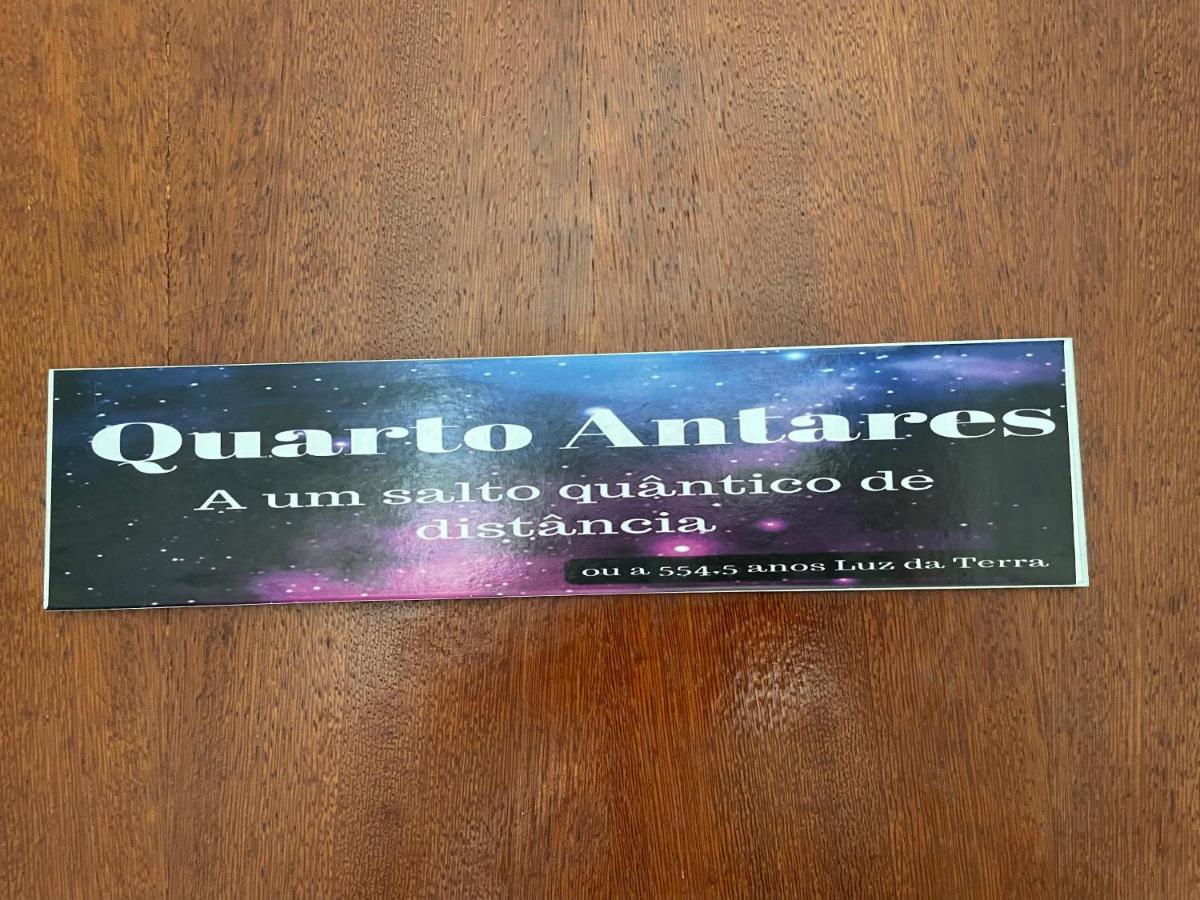 Quarto Antares
A um salto quântico de
distância
ou a 554.5 anos Luz da Terra